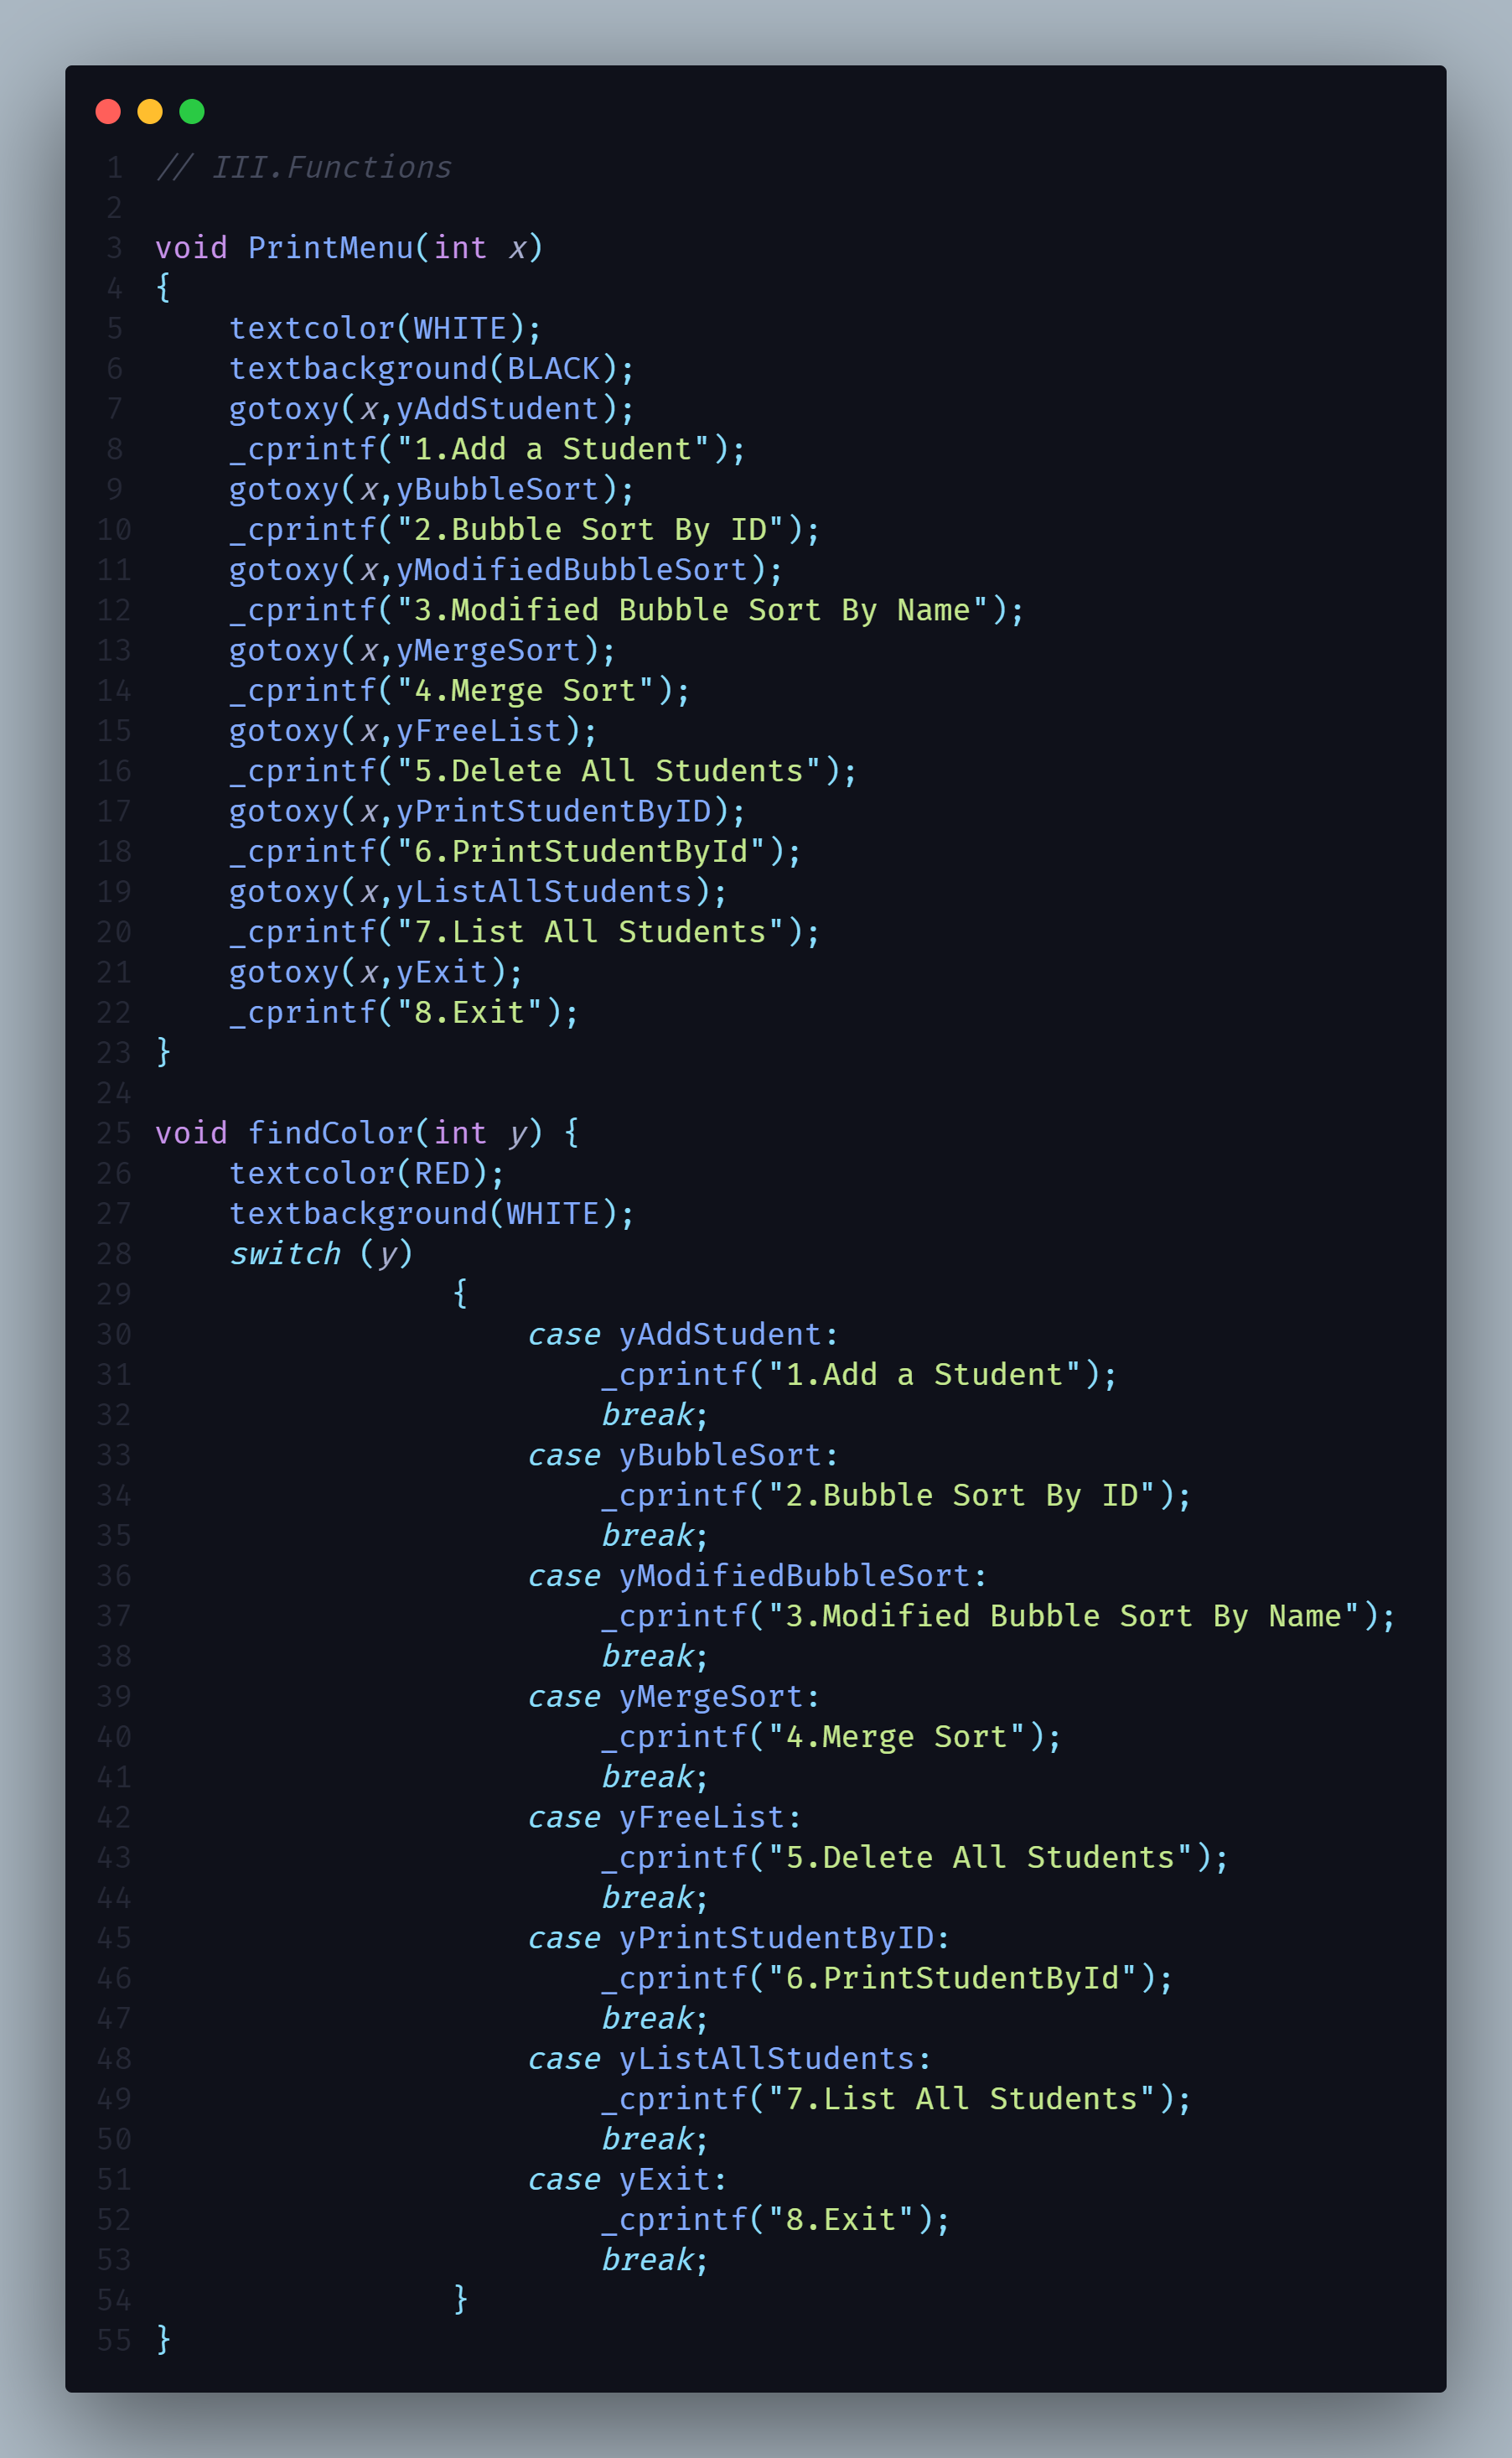 1 // III.Functions
2
3 void PrintMenu(int x)
4 {
5     textcolor(WHITE);
6     textbackground(BLACK);
7     gotoxy(x,yAddStudent);
8     _cprintf("1.Add a Student");
9     gotoxy(x,yBubbleSort);
10     _cprintf("2.Bubble Sort By ID");
11     gotoxy(x,yModifiedBubbleSort);
12     _cprintf("3.Modified Bubble Sort By Name");
13     gotoxy(x,yMergeSort);
14     _cprintf("4.Merge Sort");
15     gotoxy(x,yFreeList);
16     _cprintf("5.Delete All Students");
17     gotoxy(x,yPrintStudentByID);
18     _cprintf("6.PrintStudentById");
19     gotoxy(x,yListAllStudents);
20     _cprintf("7.List All Students");
21     gotoxy(x,yExit);
22     _cprintf("8.Exit");
23 }
24
25 void findColor(int y) {
26     textcolor(RED);
27     textbackground(WHITE);
28     switch (y)
29                 {
30                     case yAddStudent:
31                         _cprintf("1.Add a Student");
32                         break;
33                     case yBubbleSort:
34                         _cprintf("2.Bubble Sort By ID");
35                         break;
36                     case yModifiedBubbleSort:
37                         _cprintf("3.Modified Bubble Sort By Name");
38                         break;
39                     case yMergeSort:
40                         _cprintf("4.Merge Sort");
41                         break;
42                     case yFreeList:
43                         _cprintf("5.Delete All Students");
44                         break;
45                     case yPrintStudentByID:
46                         _cprintf("6.PrintStudentById");
47                         break;
48                     case yListAllStudents:
49                         _cprintf("7.List All Students");
50                         break;
51                     case yExit:
52                         _cprintf("8.Exit");
53                         break;
54                 }
55 }